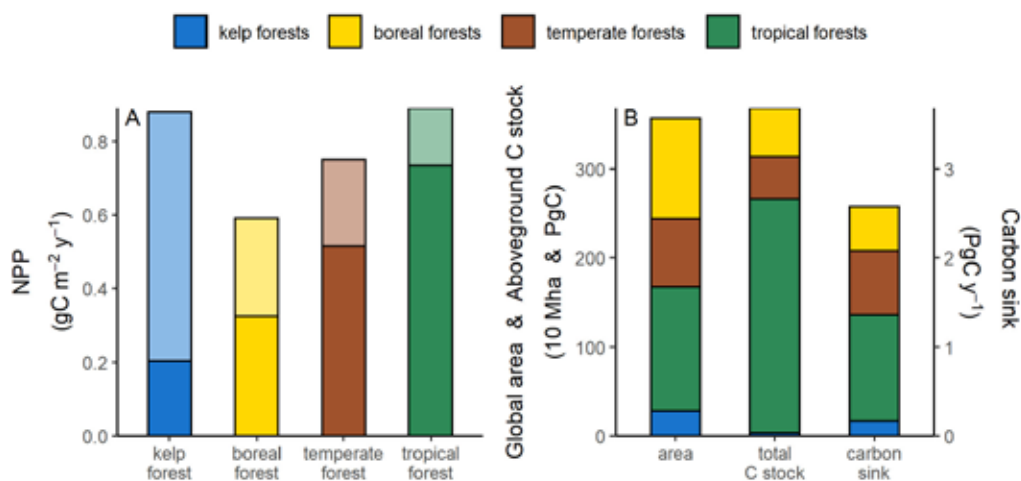 kelp forests boreal forests temperate forests tropical forests
A
NPP
(gC m⁻² y⁻¹)
0.8
0.6
0.4
0.2
0.0
kelp
forest
boreal
forest
temperate
forest
tropical
forest
B
Global area & Aboveground C stock
(10 Mha & PgC)
300
200
100
0
area
total
C stock
carbon
sink
3
2
1
0
Carbon sink
(PgC y⁻¹)